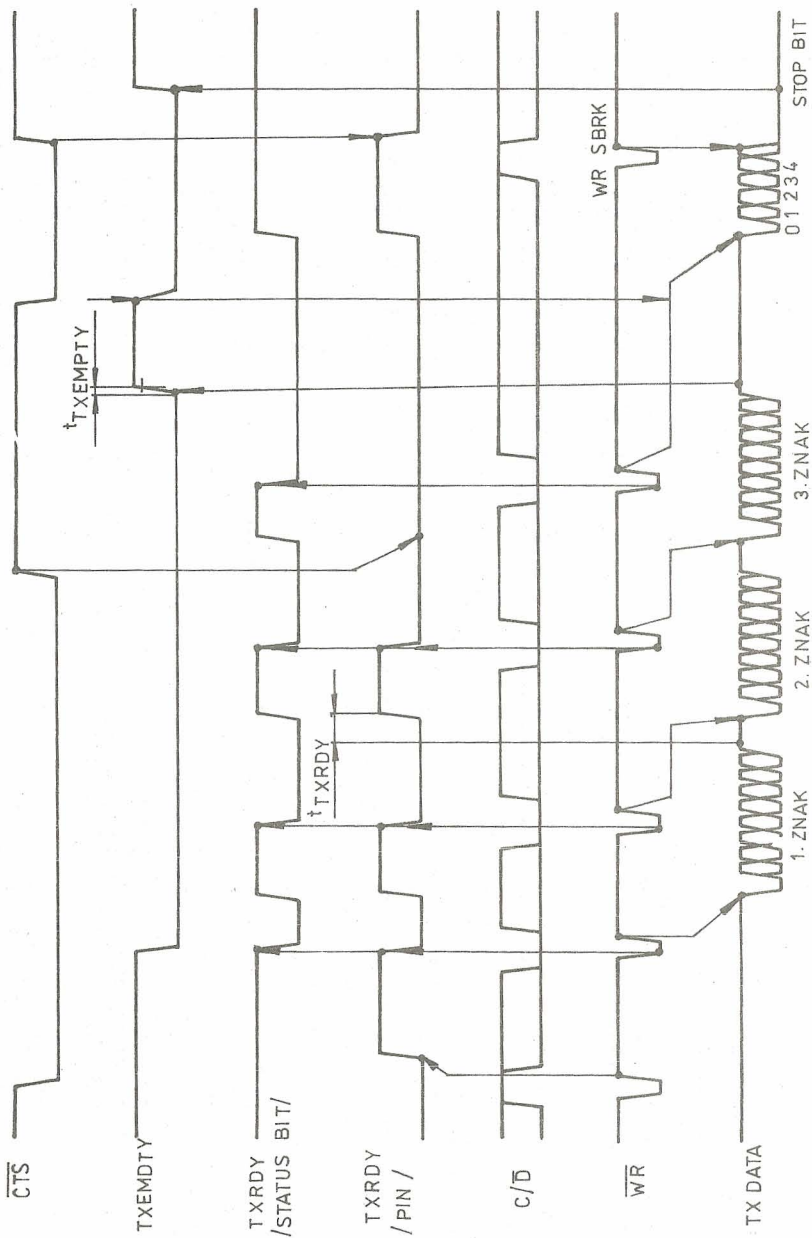 CTS
TXEMDTY
TXRDY
/STATUS BIT/
TXRDY
/PIN/
C/D
WR
TX DATA
tTXEMPTY
tTXRDY
WR SBRK
1. ZNAK
2. ZNAK
3. ZNAK
0 1 2 3 4
STOP BIT